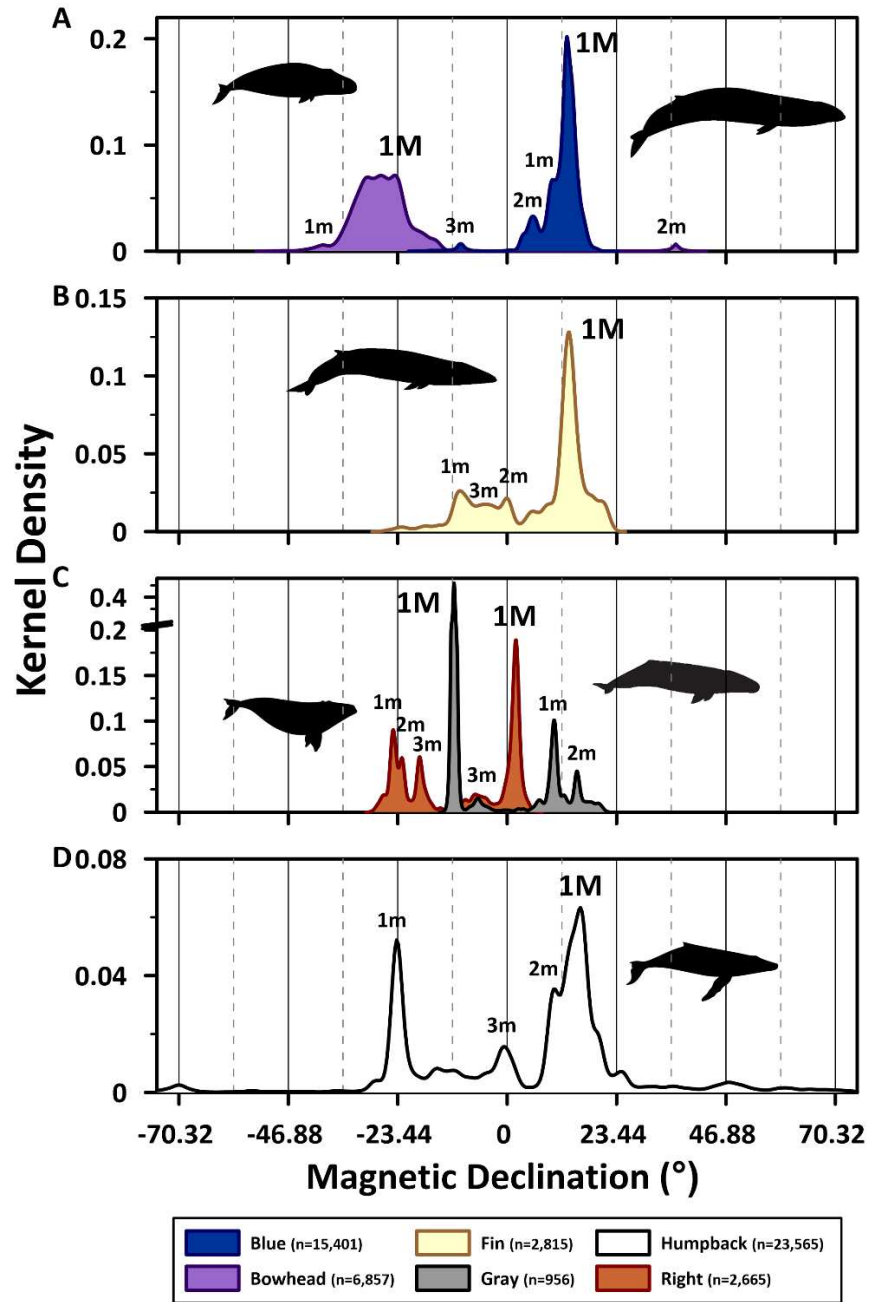 A
0.2
1M
1M
1m
0.1
2m
1m
3m
2m
0
B
0.15
1M
0.1
0.05
1m
3m
2m
0
C
0.4
1M
1M
0.2
0.15
1m
1m
0.1
2m
3m
2m
0.05
3m
0
D
0.08
1M
1m
2m
0.04
3m
0
Kernel Density
-70.32 -46.88 -23.44 0 23.44 46.88 70.32
Magnetic Declination (°)
Blue (n=15,401) Fin (n=2,815) Humpback (n=23,565)
Bowhead (n=6,857) Gray (n=956) Right (n=2,665)